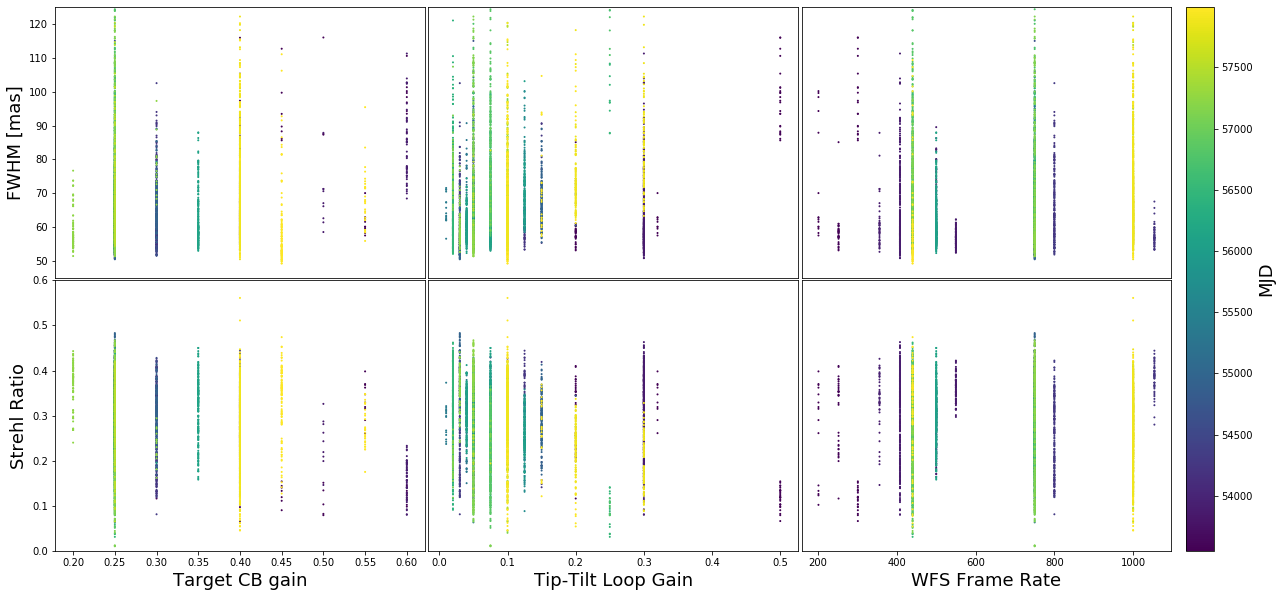 FWHM [mas]
120
110
100
90
80
70
60
50
Strehl Ratio
0.6
0.5
0.4
0.3
0.2
0.1
0.0
0.20 0.25 0.30 0.35 0.40 0.45 0.50 0.55 0.60
Target CB gain
0.0 0.1 0.2 0.3 0.4 0.5
Tip-Tilt Loop Gain
200 400 600 800 1000
WFS Frame Rate
57500
57000
56500
56000
55500
55000
54500
54000
MJD